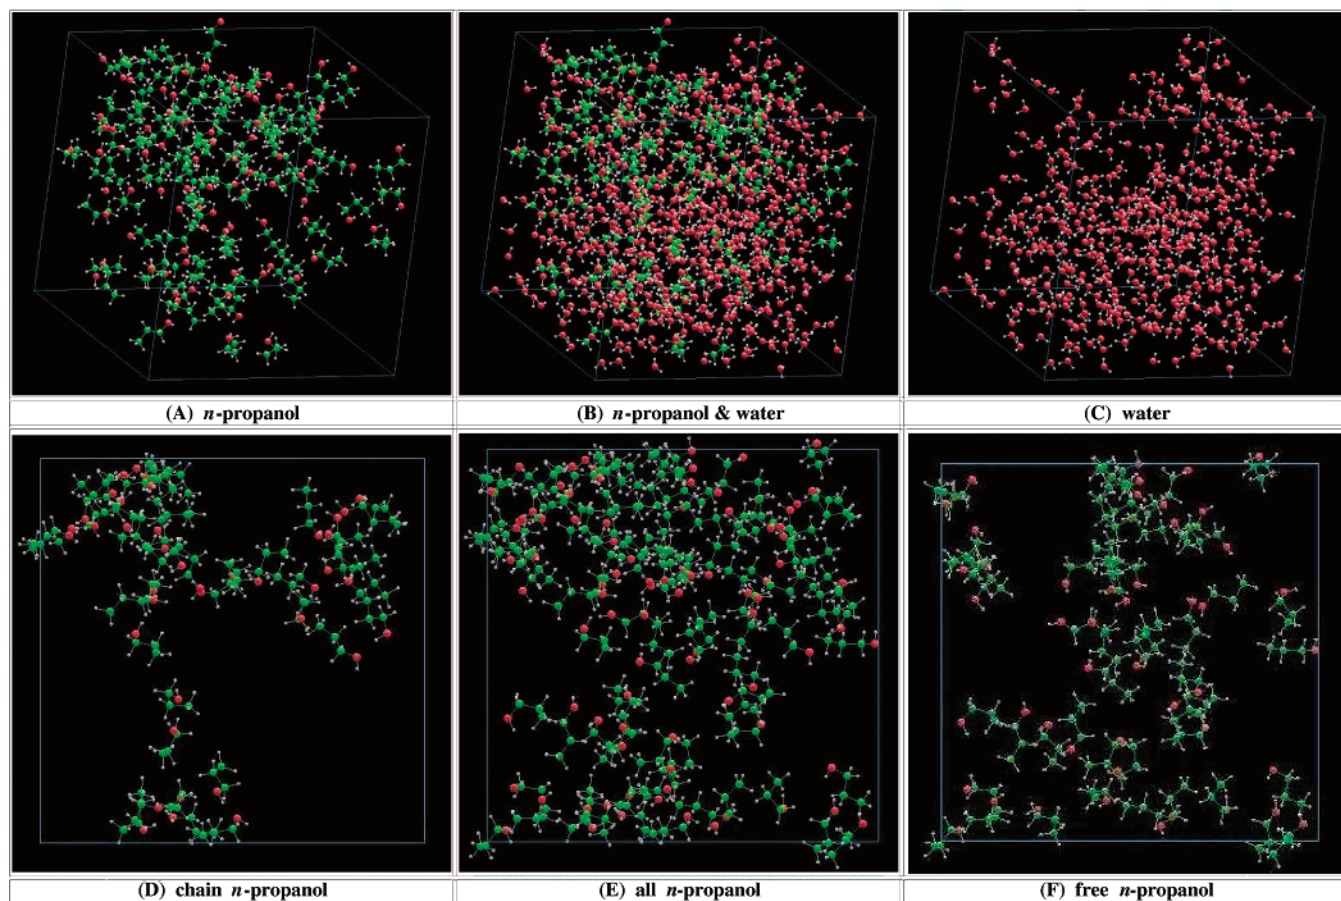 (A) n-propanol
(B) n-propanol & water
(C) water
(D) chain n-propanol
(E) all n-propanol
(F) free n-propanol